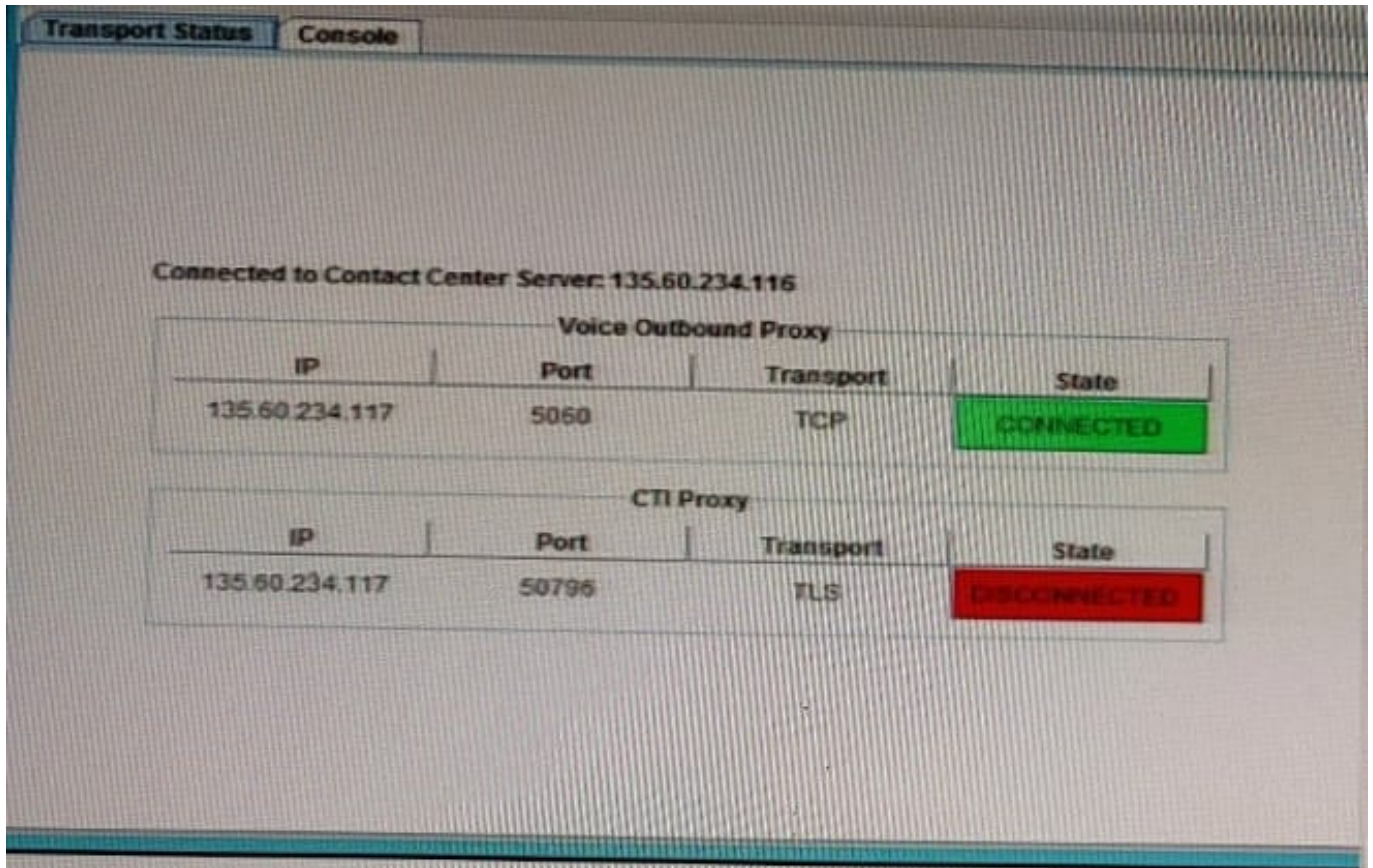 Transport Status Console
Connected to Contact Center Server: 135.60.234.116
Voice Outbound Proxy
IP Port Transport State
135.60.234.117 5060 TCP CONNECTED
CTI Proxy
IP Port Transport State
135.60.234.117 50796 TLS DISCONNECTED